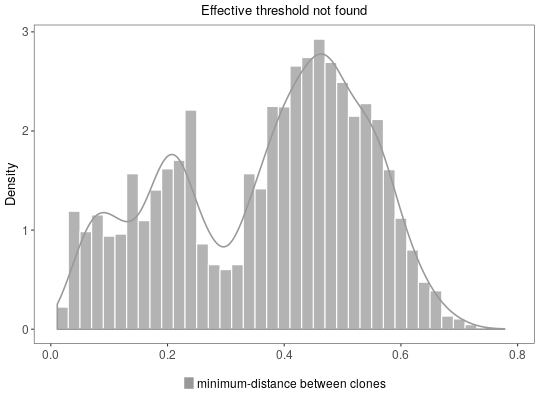 Effective threshold not found
Density
3
2
1
0
0.0 0.2 0.4 0.6 0.8
minimum-distance between clones